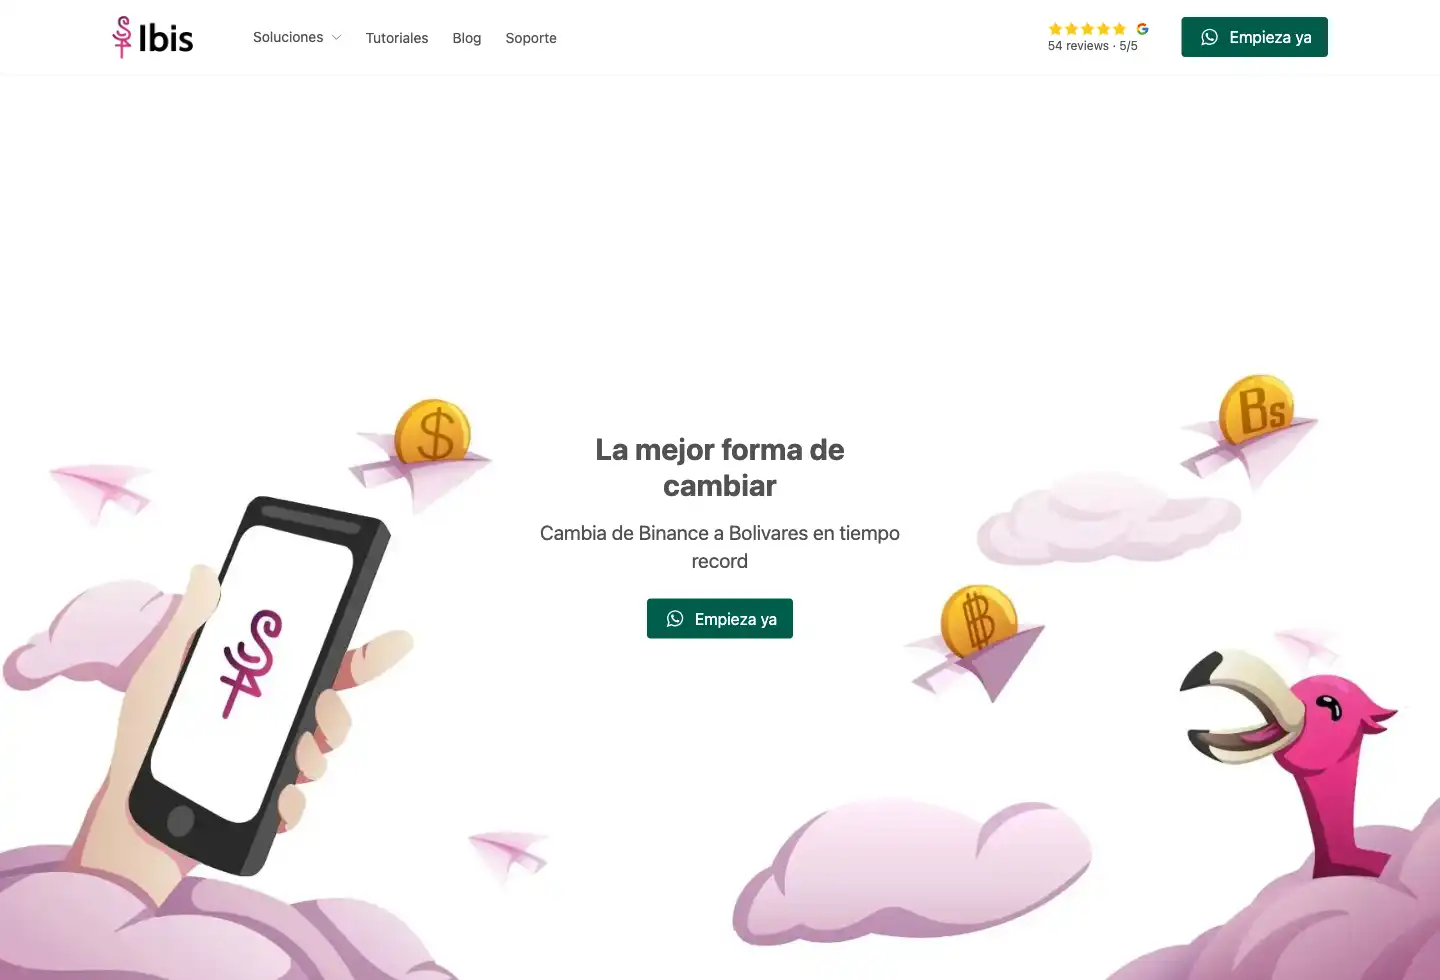 Ibis
Soluciones
Tutoriales
Blog
Soporte
54 reviews · 5/5
Empieza ya
$
Bs
La mejor forma de
cambiar
Cambia de Binance a Bolivares en tiempo
record
Empieza ya